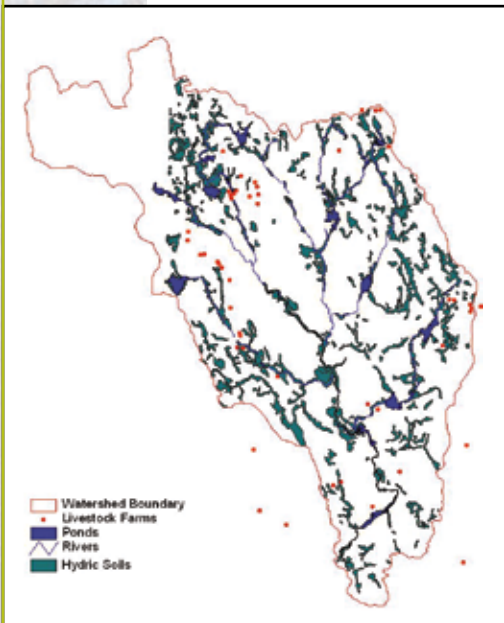 Watershed Boundary
Livestock Farms
Ponds
Rivers
Hydric Soils